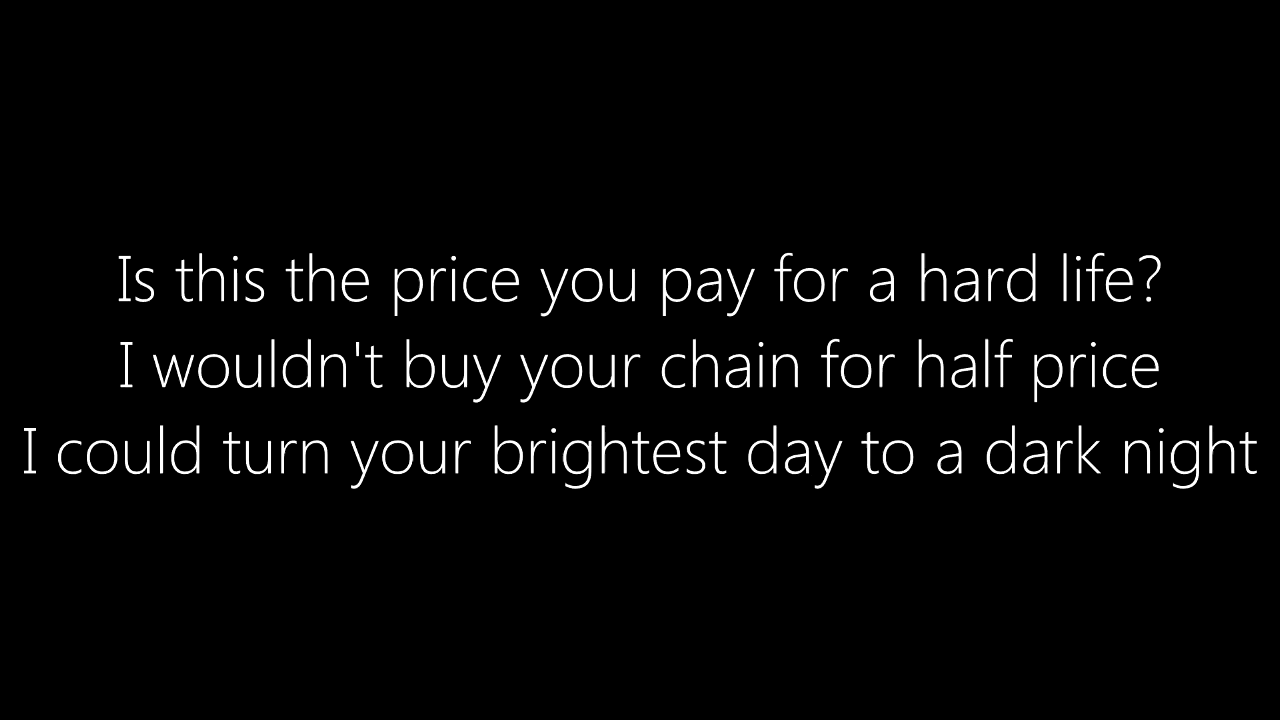 Is this the price you pay for a hard life?
I wouldn't buy your chain for half price
I could turn your brightest day to a dark night